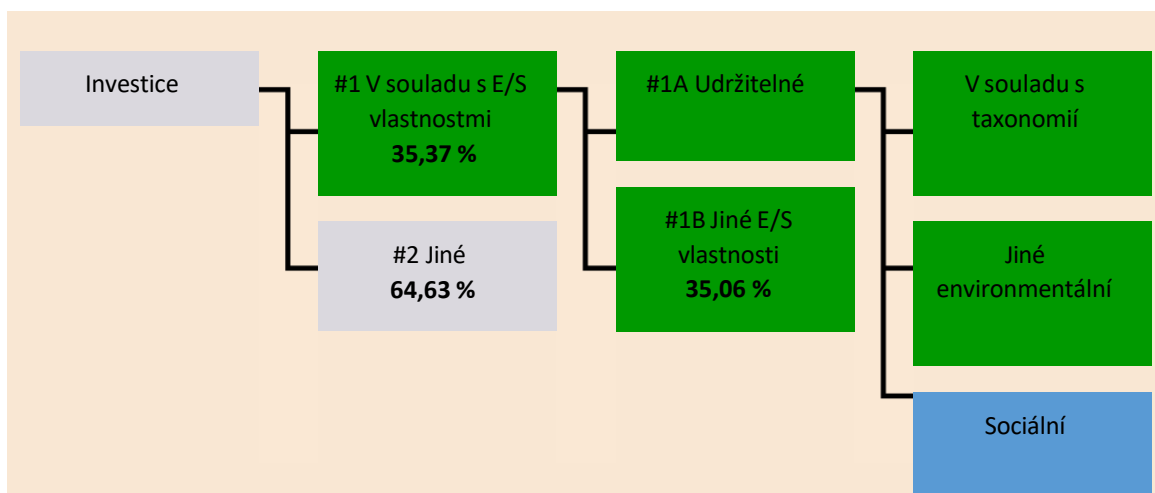 Investice
#1 V souladu s E/S
vlastnostmi
35,37 %
#2 Jiné
64,63 %
#1A Udržitelné
#1B Jiné E/S
vlastnosti
35,06 %
V souladu s
taxonomií
Jiné
environmentální
Sociální